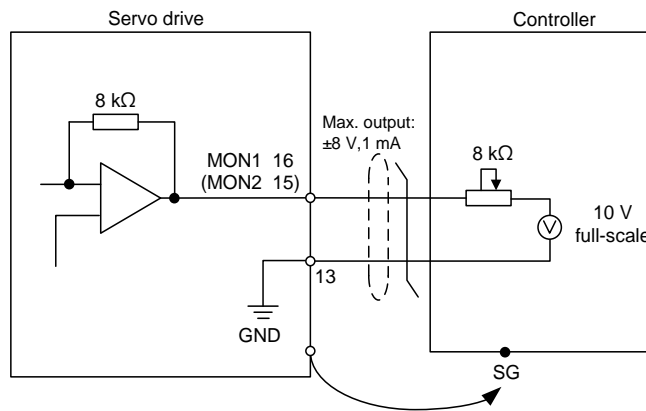 Servo drive
Controller
8 kΩ
Max. output:
±8 V,1 mA
MON1 16
(MON2 15)
8 kΩ
V
10 V
full-scale
13
GND
SG